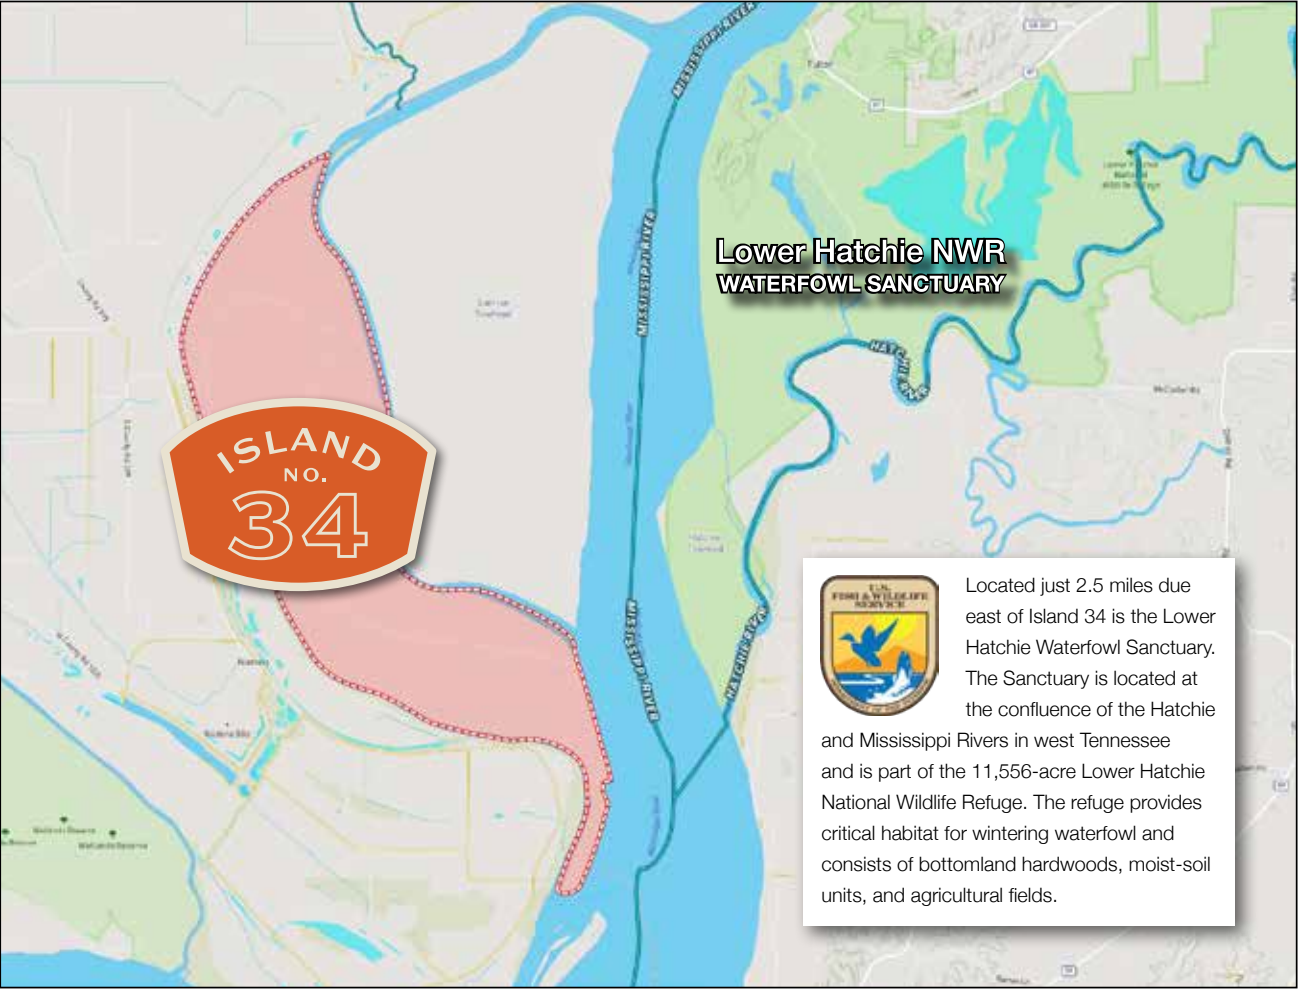 MISSISSIPPI RIVER
Tipton
MISSISSIPPI RIVER
Lower Hatchie NWR
WATERFOWL SANCTUARY
HATCHIE RIVER
ISLAND
NO.
34
MISSISSIPPI RIVER
HATCHIE RIVER
U.S.
FISH & WILDLIFE
SERVICE
Located just 2.5 miles due
east of Island 34 is the Lower
Hatchie Waterfowl Sanctuary.
The Sanctuary is located at
the confluence of the Hatchie
and Mississippi Rivers in west Tennessee
and is part of the 11,556-acre Lower Hatchie
National Wildlife Refuge. The refuge provides
critical habitat for wintering waterfowl and
consists of bottomland hardwoods, moist-soil
units, and agricultural fields.